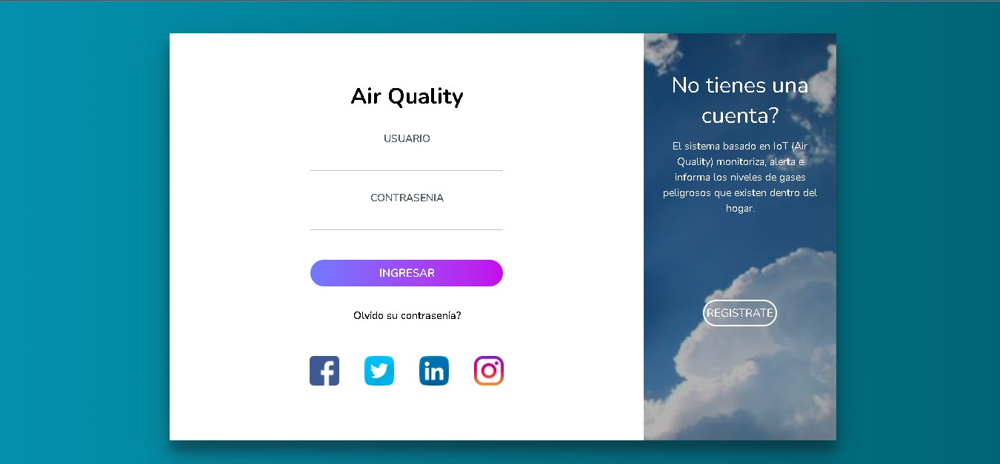 Air Quality
USUARIO
CONTRASENIA
INGRESAR
Olvido su contrasenia?
No tienes una
cuenta?
El sistema basado en IoT (Air
Quality) monitoriza, alerta e
informa los niveles de gases
peligrosos que existen dentro del
hogar.
REGISTRATE